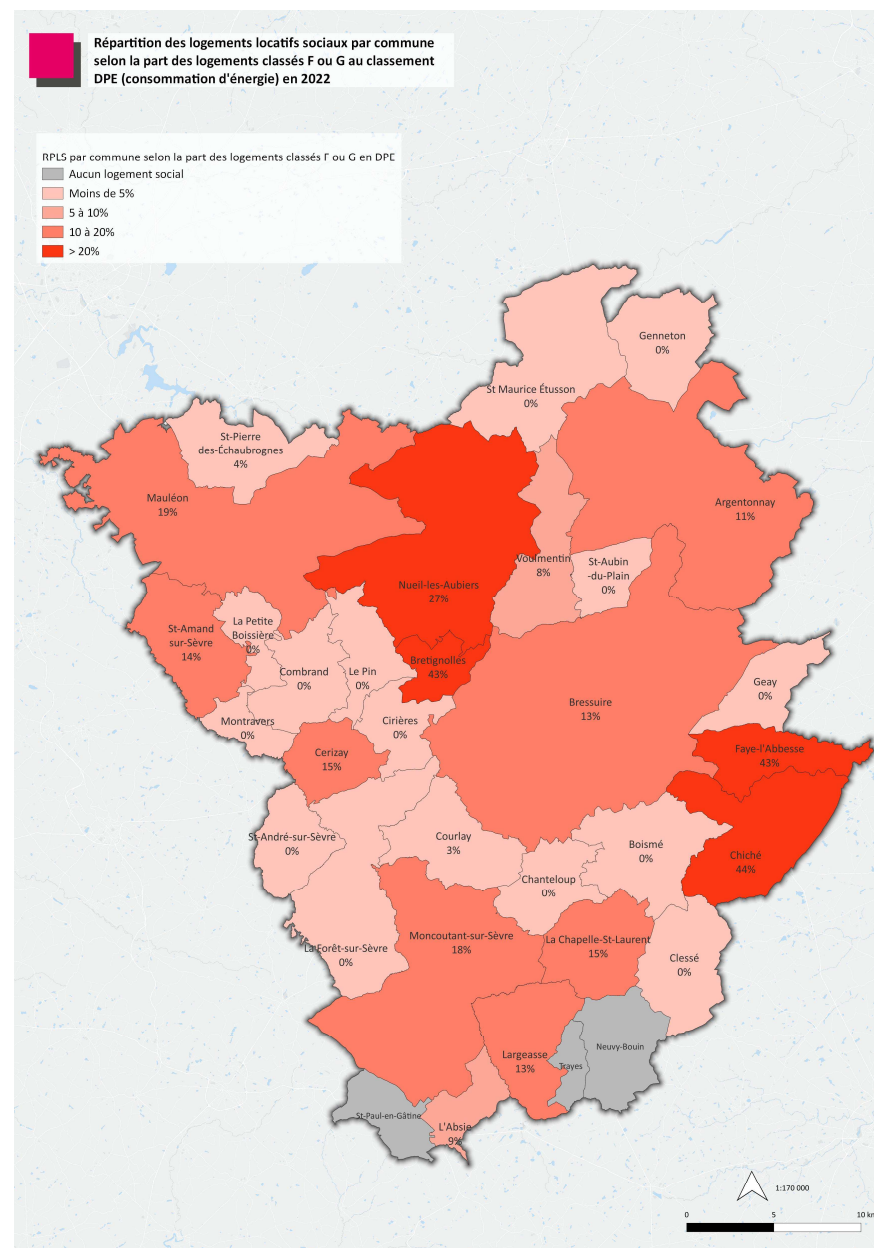 Répartition des logements locatifs sociaux par commune
selon la part des logements classés F ou G au classement
DPE (consommation d'énergie) en 2022
RPLS par commune selon la part des logements classés F ou G en DPE
Aucun logement social
Moins de 5%
5 à 10%
10 à 20%
> 20%
Genneton
0%
St Maurice Étusson
0%
St-Pierre
des-Échaubrognes
4%
Mauléon
19%
Argentonnay
11%
Voulmentin
8%
St-Aubin
-du-Plain
0%
Nueil-les-Aubiers
27%
La Petite
Boissière
0%
St-Amand
sur-Sèvre
14%
Combrand
0%
Le Pin
0%
Bretignolles
43%
Geay
0%
Bressuire
13%
Montravers
0%
Cirières
0%
Cerizay
15%
Faye-l'Abbesse
43%
St-André-sur-Sèvre
0%
Courlay
3%
Boismé
0%
Chiché
44%
Chanteloup
0%
La Forêt-sur-Sèvre
0%
Moncoutant-sur-Sèvre
18%
La Chapelle-St-Laurent
15%
Clessé
0%
Largeasse
13%
Trayes
Neuvy-Bouin
St-Paul-en-Gâtine
L'Absie
9%
1:170 000
0 5 10 km